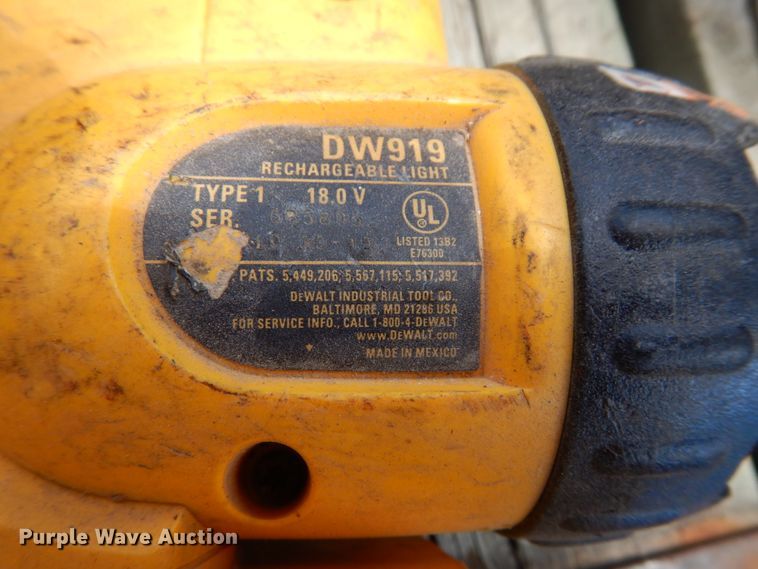 DW919
RECHARGEABLE LIGHT
TYPE 1 18.0 V
SER.
UL
LISTED 13B2
E76300
PATS. 5,449,206; 5,567,115; 5,517,392
DEWALT INDUSTRIAL TOOL CO.,
BALTIMORE, MD 21286 USA
FOR SERVICE INFO., CALL 1-800-4-DEWALT
www.DEWALT.com
MADE IN MEXICO
Purple Wave Auction